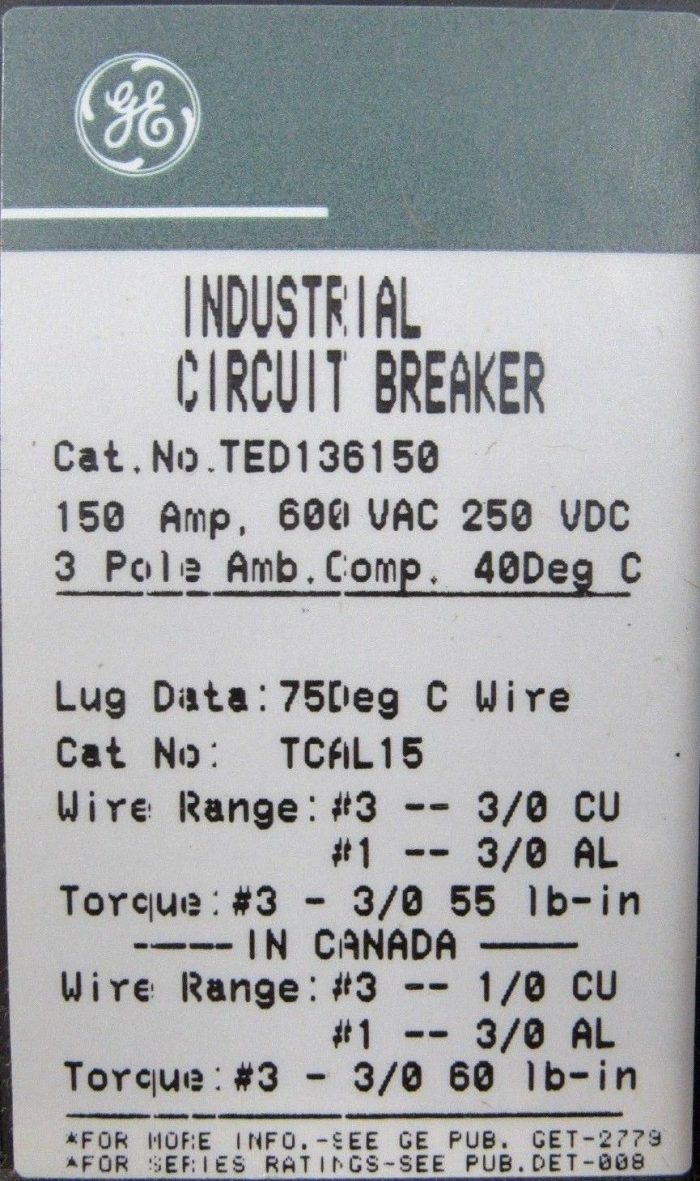 GE
INDUSTRIAL
CIRCUIT BREAKER
Cat.No.TED136150
150 Amp, 600 VAC 250 VDC
3 Pole Amb.Comp. 40Deg C
Lug Data:75Deg C Wire
Cat No: TCAL15
Wire Range:#3 -- 3/0 CU
#1 -- 3/0 AL
Torque:#3 - 3/0 55 lb-in
----- IN CANADA -----
Wire Range:#3 -- 1/0 CU
#1 -- 3/0 AL
Torque:#3 - 3/0 60 lb-in
*FOR MORE INFO.-SEE GE PUB. GET-2779
*FOR SERIES RATINGS-SEE PUB.DET-008